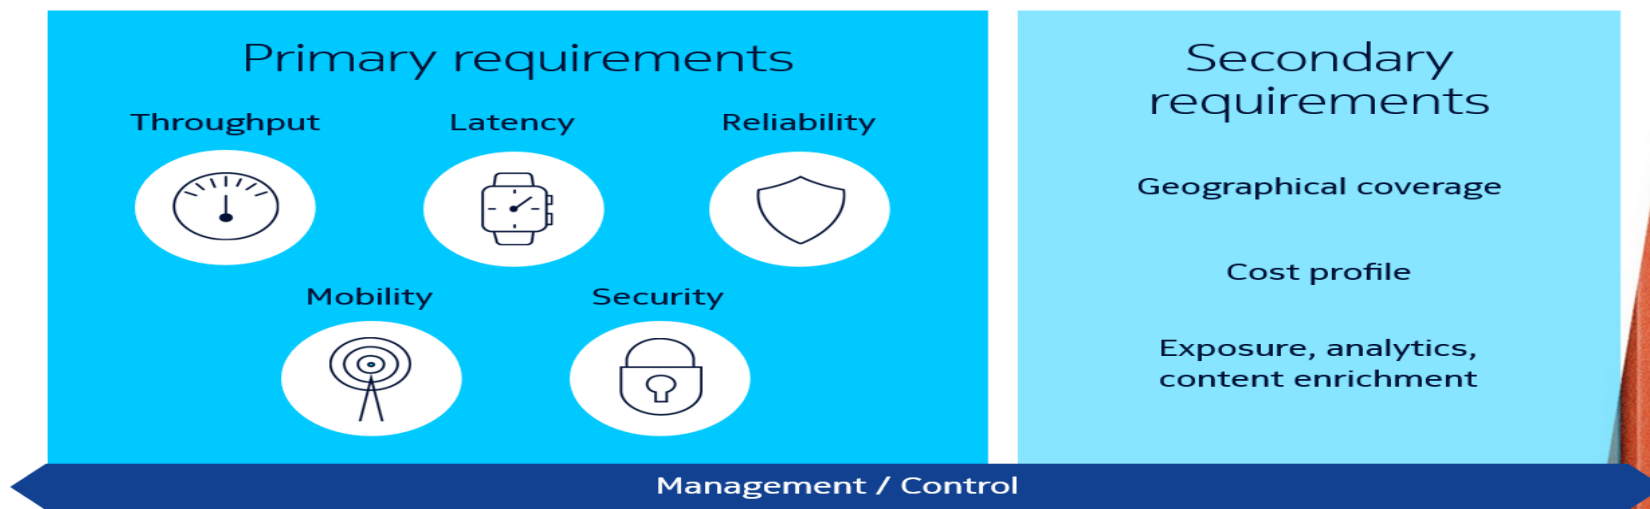 Primary requirements
Throughput
Latency
Reliability
Mobility
Security
Secondary
requirements
Geographical coverage
Cost profile
Exposure, analytics,
content enrichment
Management / Control